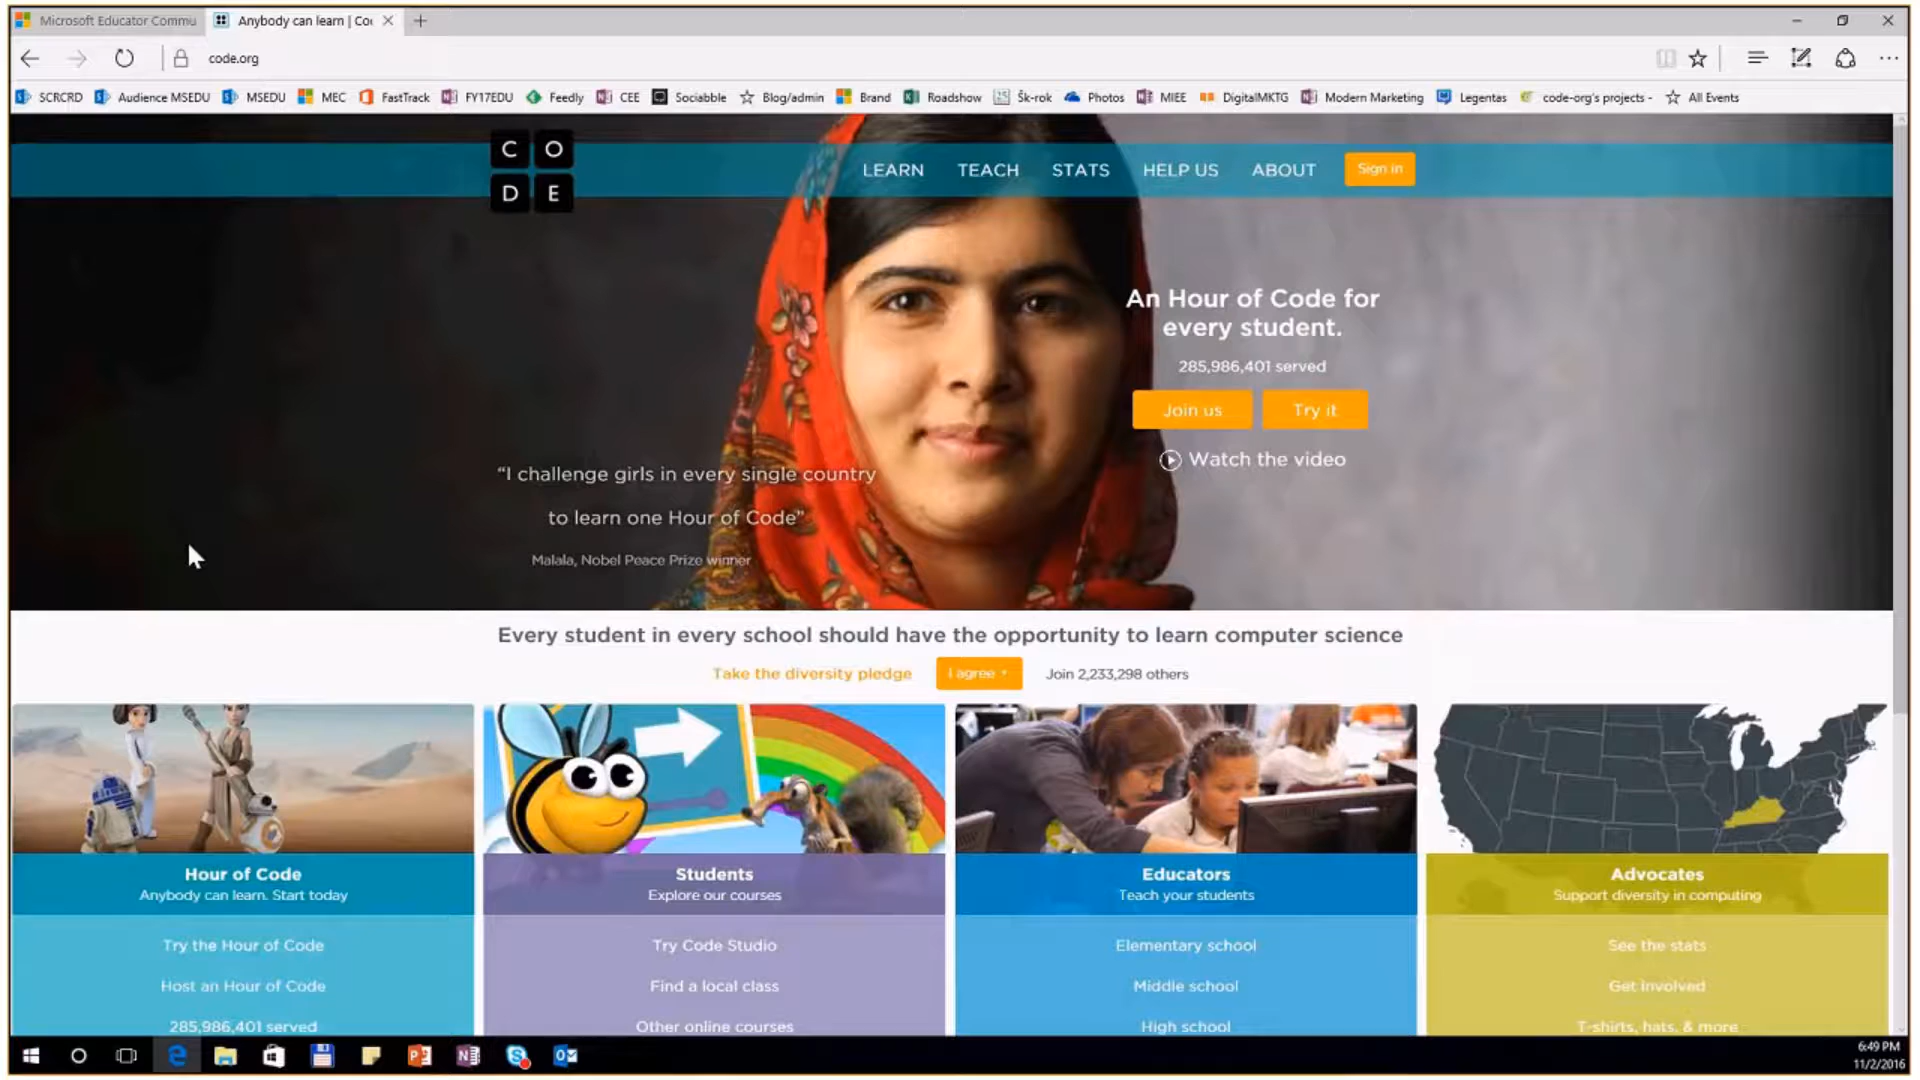 Microsoft Educator Commu
Anybody can learn | Co
code.org
SCRCRD Audience MSEDU MSEDU MEC FastTrack FY17EDU Feedly CEE Sociabble Blog/admin Brand Roadshow Šk-rok Photos MIEE DigitalMKTG Modern Marketing Legentas code-org's projects - All Events
C O
D E
LEARN TEACH STATS HELP US ABOUT Sign in
An Hour of Code for
every student.
285,986,401 served
Join us Try it
Watch the video
“I challenge girls in every single country
to learn one Hour of Code”
Malala, Nobel Peace Prize winner
Every student in every school should have the opportunity to learn computer science
Take the diversity pledge I agree Join 2,233,298 others
Hour of Code
Anybody can learn. Start today
Try the Hour of Code
Host an Hour of Code
285,986,401 served
Students
Explore our courses
Try Code Studio
Find a local class
Other online courses
Educators
Teach your students
Elementary school
Middle school
High school
Advocates
Support diversity in computing
See the stats
Get involved
T-shirts, hats, & more
6:49 PM
11/2/2016